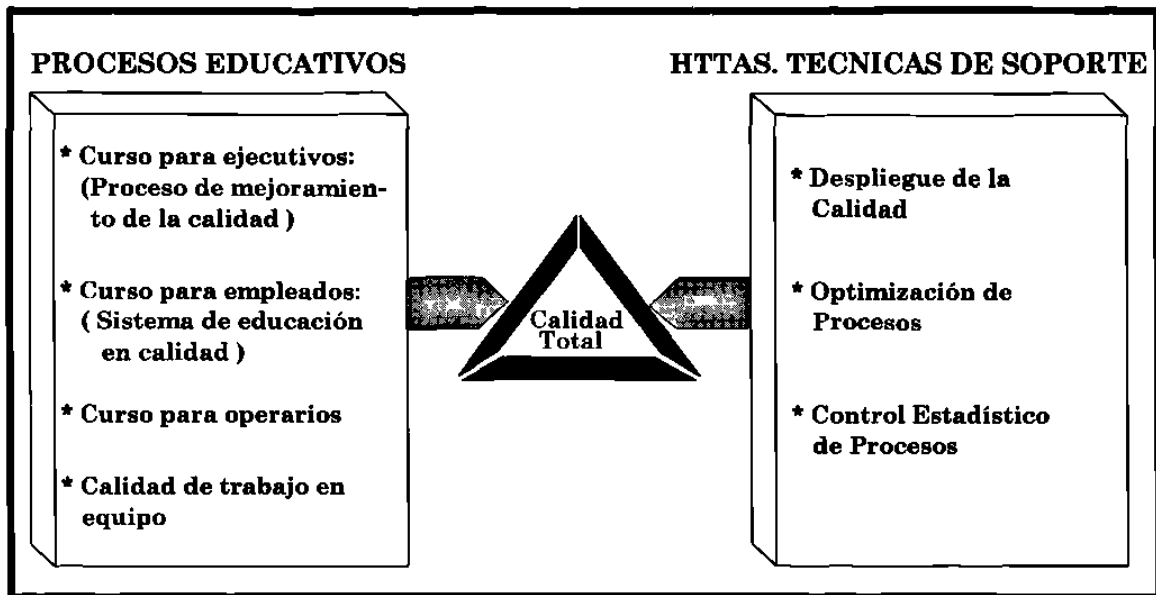 PROCESOS EDUCATIVOS
* Curso para ejecutivos:
(Proceso de mejoramien-
to de la calidad )
* Curso para empleados:
( Sistema de educación
en calidad )
* Curso para operarios
* Calidad de trabajo en
equipo
Calidad
Total
HTTAS. TECNICAS DE SOPORTE
* Despliegue de la
Calidad
* Optimización de
Procesos
* Control Estadístico
de Procesos